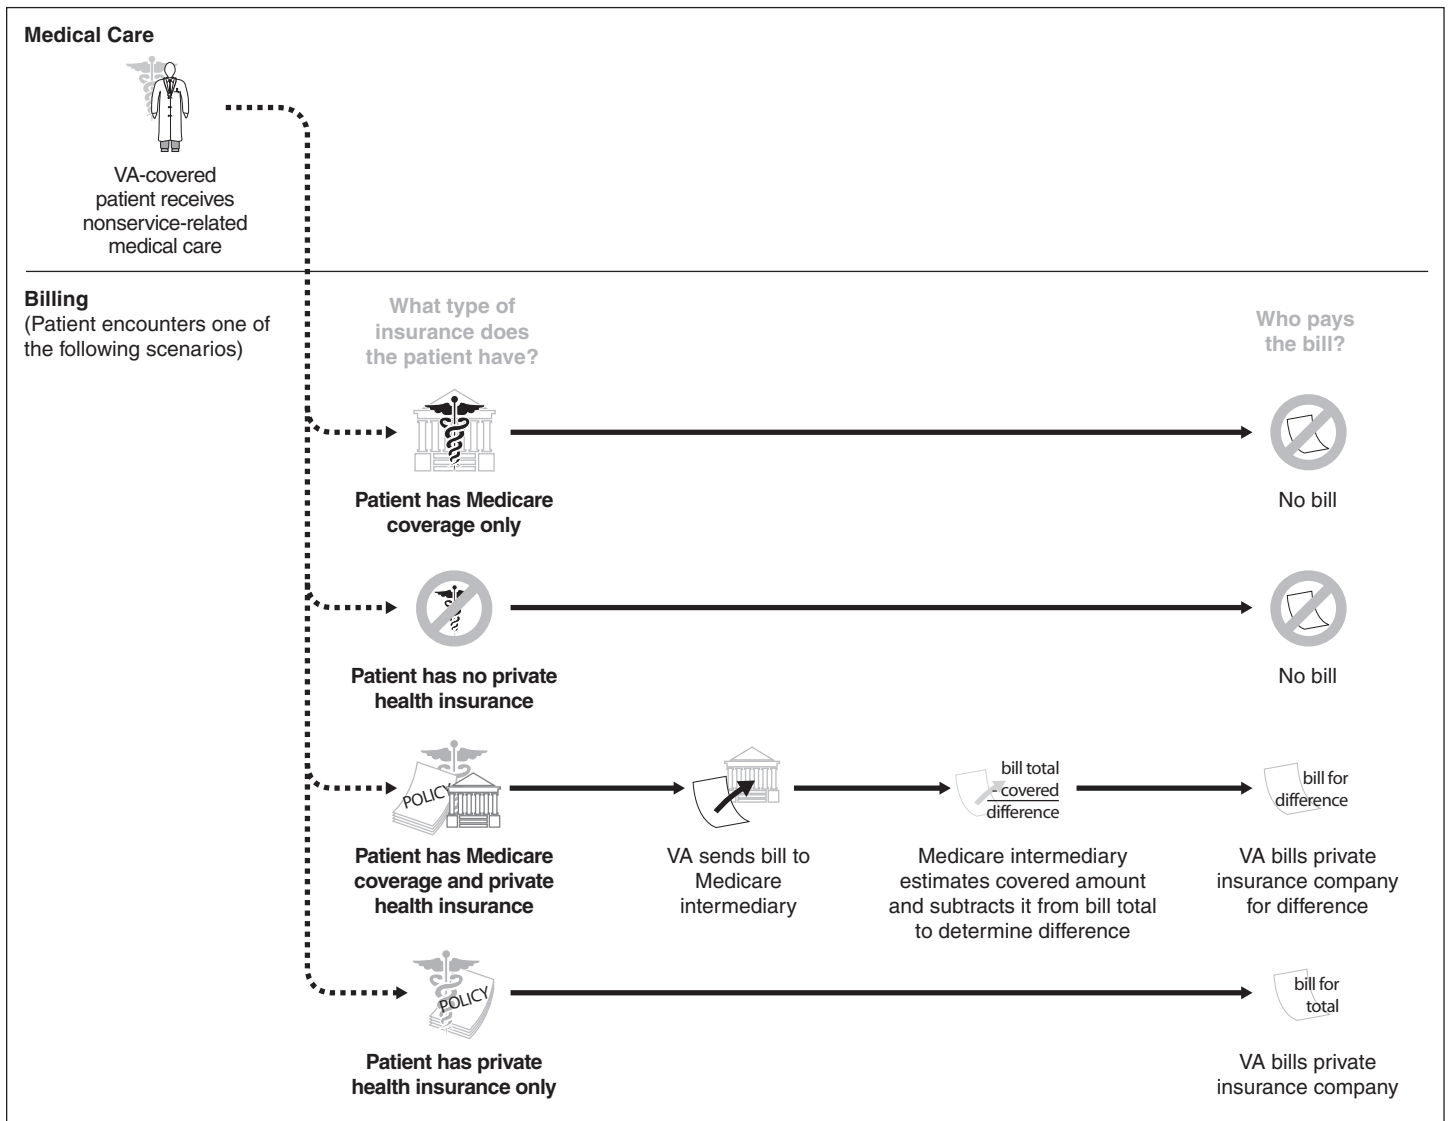 Medical Care
VA-covered
patient receives
nonservice-related
medical care
Billing
(Patient encounters one of
the following scenarios)
What type of
insurance does
the patient have?
Who pays
the bill?
Patient has Medicare
coverage only
No bill
Patient has no private
health insurance
No bill
POLICY
Patient has Medicare
coverage and private
health insurance
VA sends bill to
Medicare
intermediary
bill total
- covered
difference
Medicare intermediary
estimates covered amount
and subtracts it from bill total
to determine difference
bill for
difference
VA bills private
insurance company
for difference
POLICY
Patient has private
health insurance only
bill for
total
VA bills private
insurance company